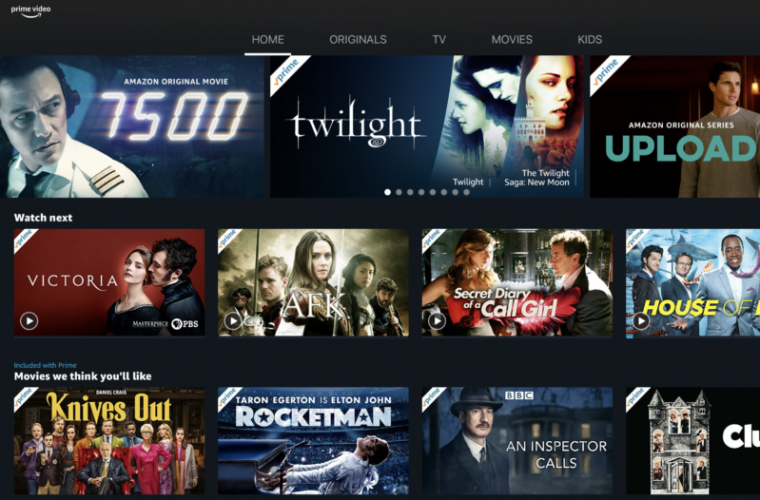 prime video
HOME
ORIGINALS
TV
MOVIES
KIDS
AMAZON ORIGINAL MOVIE
7500
prime
twilight
Twilight
The Twilight
Saga: New Moon
prime
AMAZON ORIGINAL SERIES
UPLOAD
Watch next
prime
VICTORIA
MASTERPIECE PBS
prime
AFK
prime
Secret Diary
of a Call Girl
prime
HOUSE OF
Included with Prime
Movies we think you'll like
prime
DANIEL CRAIG
Knives Out
prime
TARON EGERTON IS ELTON JOHN
ROCKETMAN
prime
BBC
AN INSPECTOR
CALLS
prime
Clu